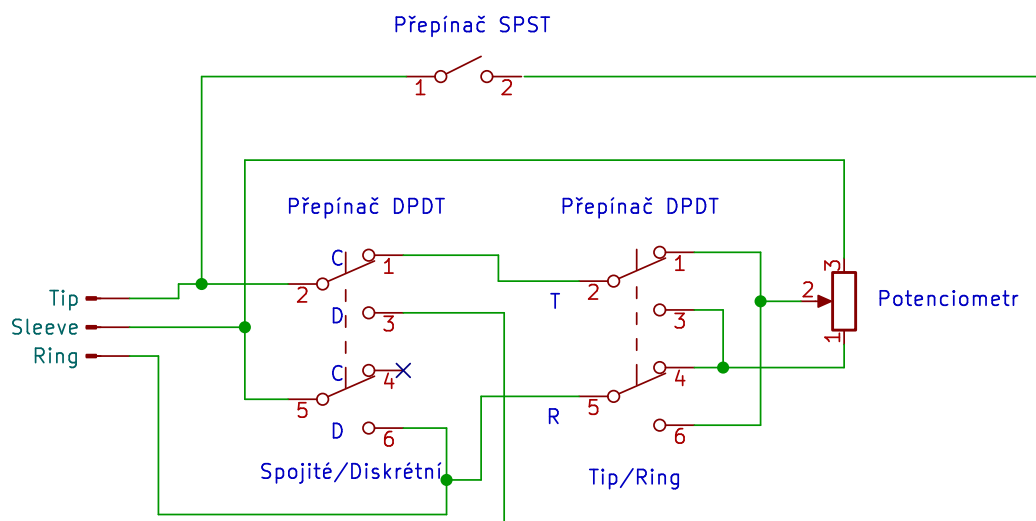 Přepínač SPST
1 2
Přepínač DPDT Přepínač DPDT
C 1 1 3
2 2 2 Potenciometr
Tip D 3 T 3
Sleeve
Ring C 4 4 1
5 5
D 6 R 6
Spojité/Diskrétní Tip/Ring